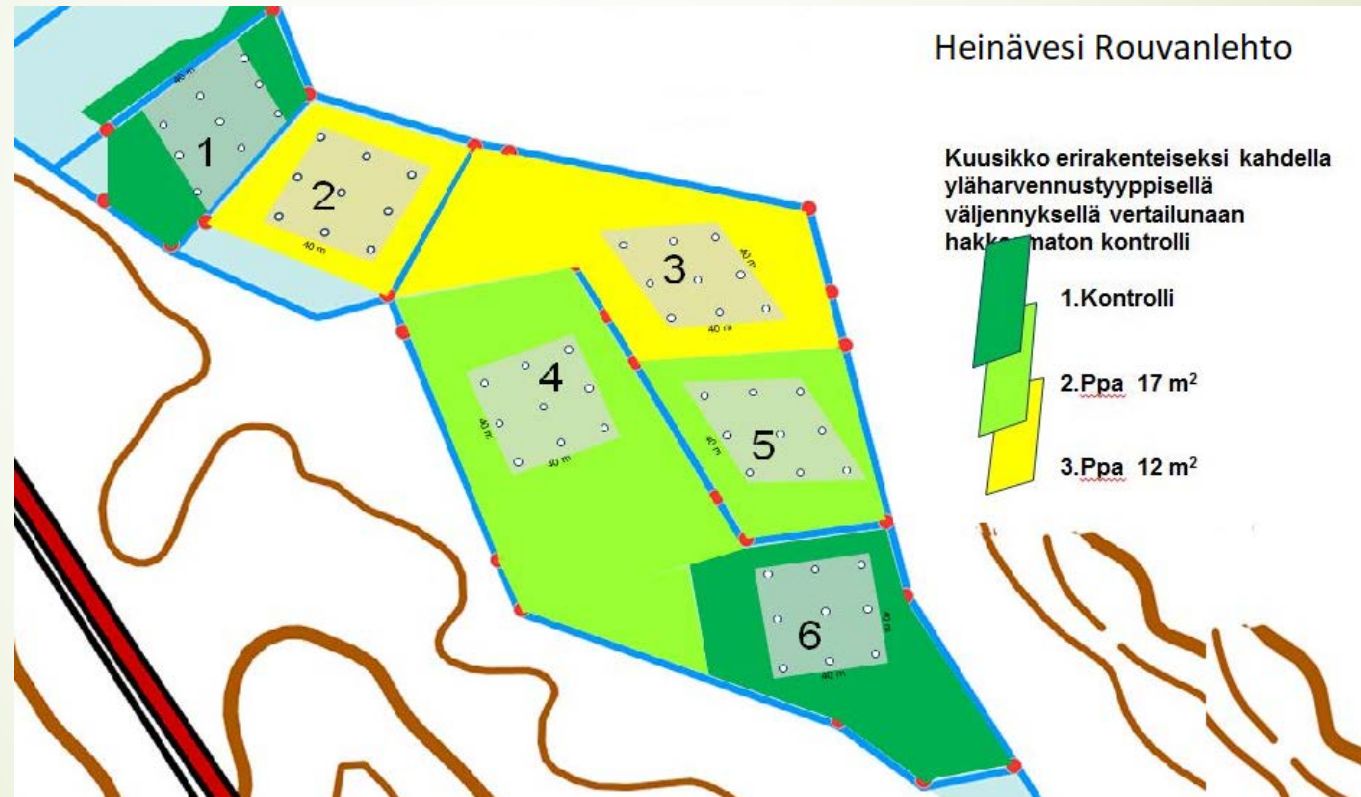 Heinävesi Rouvanlehto
Kuusikko erirakenteiseksi kahdella
yläharvennustyyppisellä
väljennyksellä vertailunaan
1.Kontrolli
2.Ppa 17 m²
3.Ppa 12 m²
40 m
1
2
40 m
3
40 m
40 m
4
40 m
5
40 m
40 m
6
40 m
40 m
kontrolli